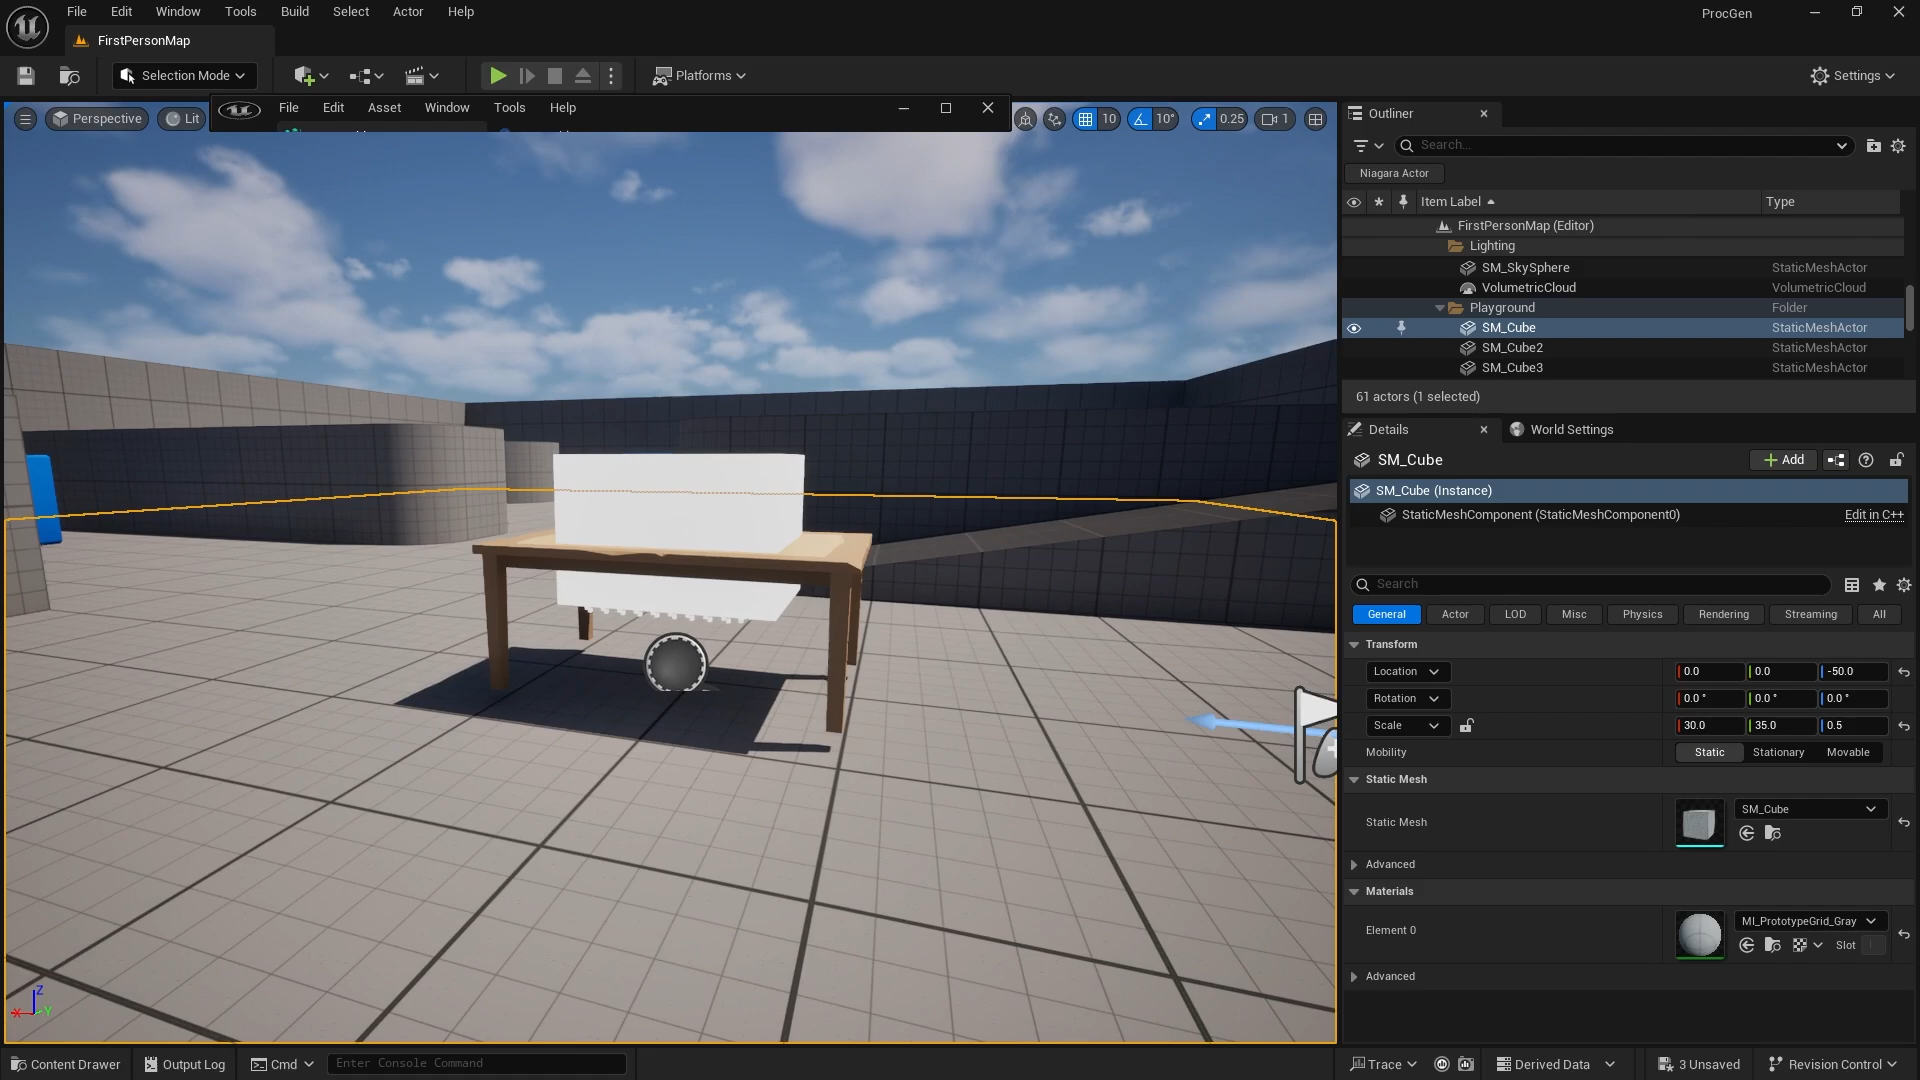 File Edit Window Tools Build Select Actor Help
ProcGen
FirstPersonMap
Selection Mode
Platforms
Settings
File Edit Asset Window Tools Help
Perspective
Lit
10
10°
0.25
1
Outliner
Search...
Niagara Actor
Item Label
Type
FirstPersonMap (Editor)
Lighting
SM_SkySphere StaticMeshActor
VolumetricCloud VolumetricCloud
Playground Folder
SM_Cube StaticMeshActor
SM_Cube2 StaticMeshActor
SM_Cube3 StaticMeshActor
61 actors (1 selected)
Details
World Settings
SM_Cube
Add
SM_Cube (Instance)
StaticMeshComponent (StaticMeshComponent0) Edit in C++
Search
General Actor LOD Misc Physics Rendering Streaming All
Transform
Location 0.0 0.0 -50.0
Rotation 0.0 ° 0.0 ° 0.0 °
Scale 30.0 35.0 0.5
Mobility Static Stationary Movable
Static Mesh
Static Mesh SM_Cube
Advanced
Materials
Element 0 MI_PrototypeGrid_Gray
Slot
Advanced
Z
X Y
Content Drawer Output Log Cmd Enter Console Command Trace Derived Data 3 Unsaved Revision Control